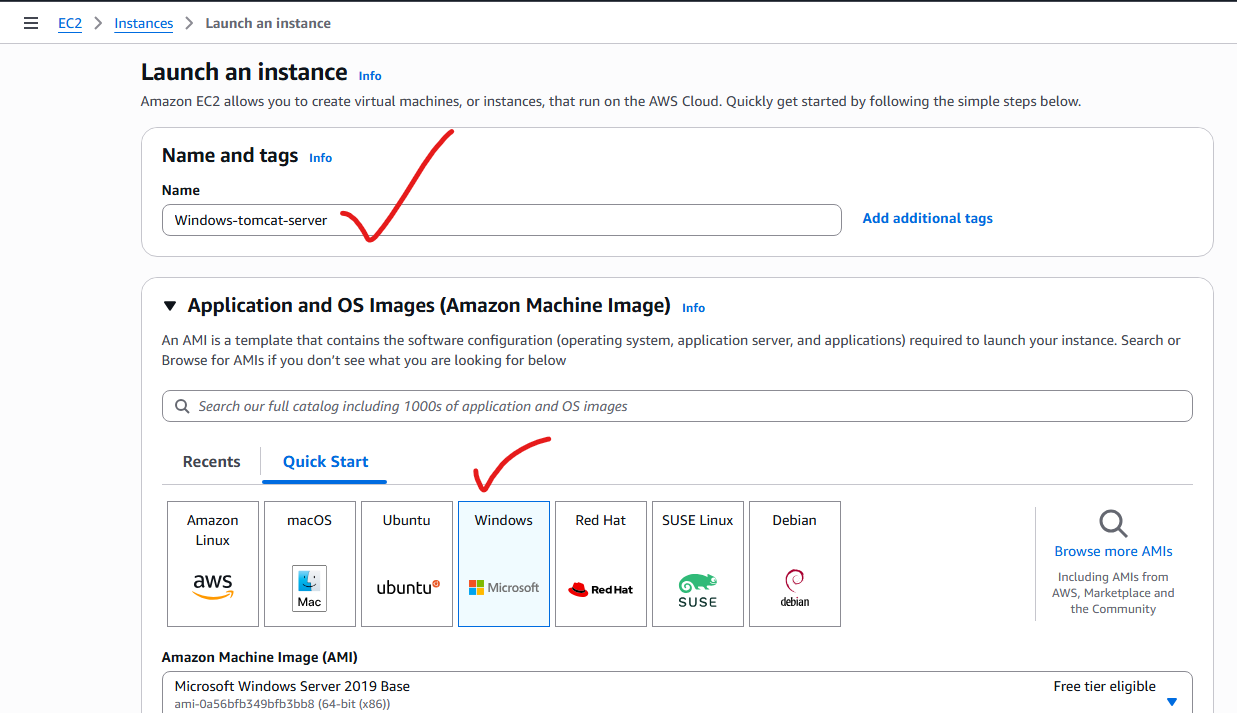 EC2 > Instances > Launch an instance
Launch an instance Info
Amazon EC2 allows you to create virtual machines, or instances, that run on the AWS Cloud. Quickly get started by following the simple steps below.
Name and tags Info
Name
Windows-tomcat-server
Add additional tags
Application and OS Images (Amazon Machine Image) Info
An AMI is a template that contains the software configuration (operating system, application server, and applications) required to launch your instance. Search or
Browse for AMIs if you don't see what you are looking for below
Search our full catalog including 1000s of application and OS images
Recents
Quick Start
Amazon
Linux
aws
macOS
Mac
Ubuntu
ubuntu
Windows
Microsoft
Red Hat
Red Hat
SUSE Linux
SUSE
Debian
debian
Browse more AMIs
Including AMIs from
AWS, Marketplace and
the Community
Amazon Machine Image (AMI)
Microsoft Windows Server 2019 Base
Free tier eligible
ami-0a56bfb349bfb3bb8 (64-bit (x86))